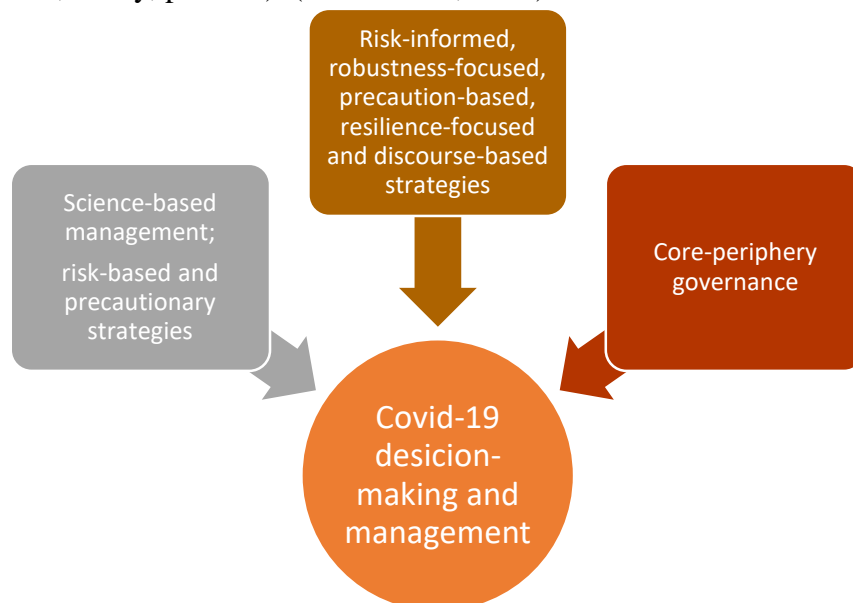 Risk-informed,
robustness-focused,
precaution-based,
resilience-focused
and discourse-based
strategies
Science-based
management;
risk-based and
precautionary
strategies
Core-periphery
governance
Covid-19
desicion-
making and
management